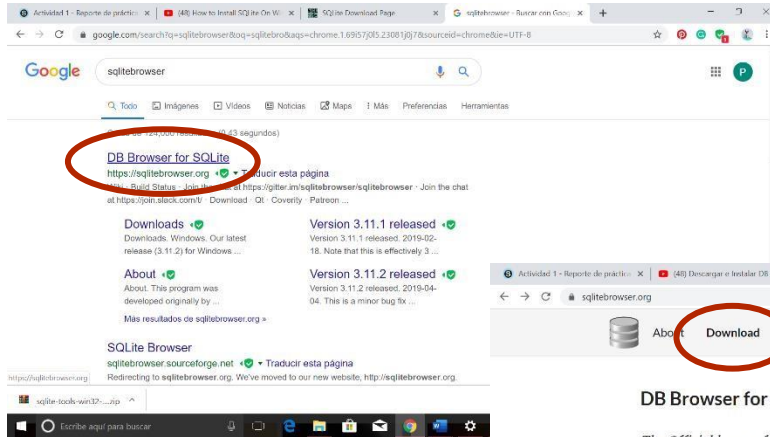 Actividad 1 - Reporte de práctic
(48) How to Install SQLite On Wi
SQLite Download Page
sqlitebrowser - Buscar con Goog
google.com/search?q=sqlitebrowser&oq=sqlitebro&aqs=chrome.1.69i57j0l5.23081j0j7&sourceid=chrome&ie=UTF-8
Google
sqlitebrowser
P
Todo Imágenes Vídeos Noticias Maps Más Preferencias Herramientas
segundos)
DB Browser for SQLite
https://sqlitebrowser.org Traducir esta página
Build Status · Join the chat at https://gitter.im/sqlitebrowser/sqlitebrowser · Join the chat
at https://join.slack.com/t/ · Download · Qt · Coverity · Patreon ...
Downloads
Downloads. Windows. Our latest
release (3.11.2) for Windows ...
Version 3.11.1 released
Version 3.11.1 released. 2019-02-
18. Note that this is effectively 3 ...
About
About. This program was
developed originally by ...
Version 3.11.2 released
Version 3.11.2 released. 2019-04-
04. This is a minor bug fix ...
Más resultados de sqlitebrowser.org »
SQLite Browser
sqlitebrowser.sourceforge.net Traducir esta página
Redirecting to sqlitebrowser.org. We've moved to our new website, http://sqlitebrowser.org.
https://sqlitebrowser.org
sqlite-tools-win32-....zip
Escribe aquí para buscar
Actividad 1 - Reporte de práctic
(48) Descargar e Instalar DB
sqlitebrowser.org
About Download
DB Browser for